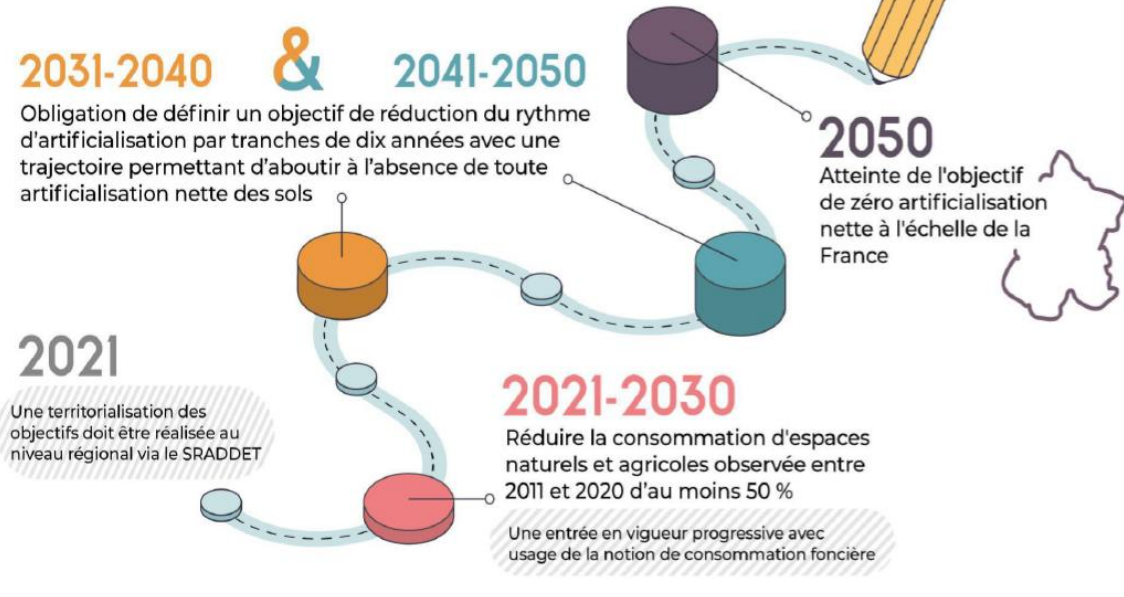 2031-2040 & 2041-2050
Obligation de définir un objectif de réduction du rythme
d'artificialisation par tranches de dix années avec une
trajectoire permettant d'aboutir à l'absence de toute
artificialisation nette des sols
2050
Atteinte de l'objectif
de zéro artificialisation
nette à l'échelle de la
France
2021
Une territorialisation des
objectifs doit être réalisée au
niveau régional via le SRADDET
2021-2030
Réduire la consommation d'espaces
naturels et agricoles observée entre
2011 et 2020 d'au moins 50 %
Une entrée en vigueur progressive avec
usage de la notion de consommation foncière